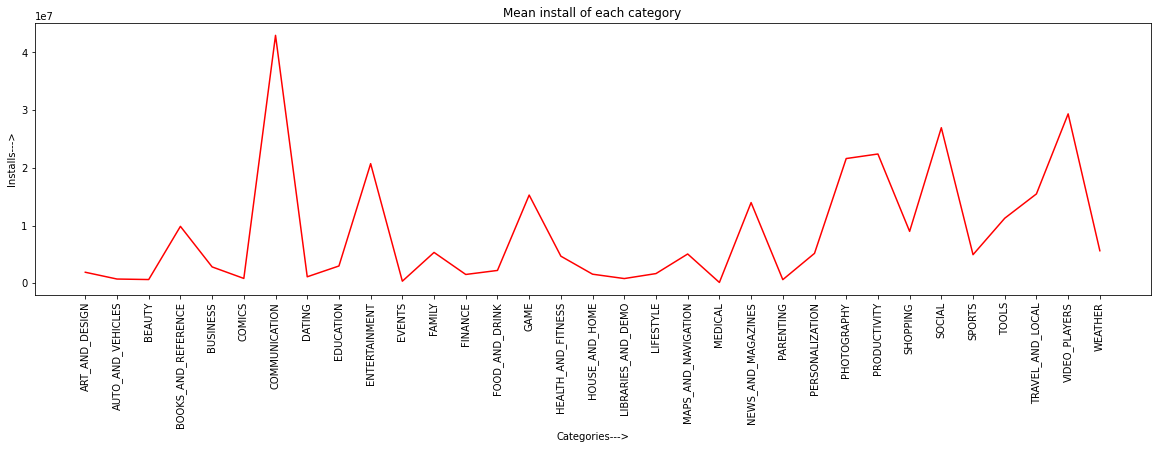 Mean install of each category
1e7
4
3
2
1
0
Installs--->
ART_AND_DESIGN
AUTO_AND_VEHICLES
BEAUTY
BOOKS_AND_REFERENCE
BUSINESS
COMICS
COMMUNICATION
DATING
EDUCATION
ENTERTAINMENT
EVENTS
FAMILY
FINANCE
FOOD_AND_DRINK
GAME
HEALTH_AND_FITNESS
HOUSE_AND_HOME
LIBRARIES_AND_DEMO
LIFESTYLE
MAPS_AND_NAVIGATION
MEDICAL
NEWS_AND_MAGAZINES
PARENTING
PERSONALIZATION
PHOTOGRAPHY
PRODUCTIVITY
SHOPPING
SOCIAL
SPORTS
TOOLS
TRAVEL_AND_LOCAL
VIDEO_PLAYERS
WEATHER
Categories--->